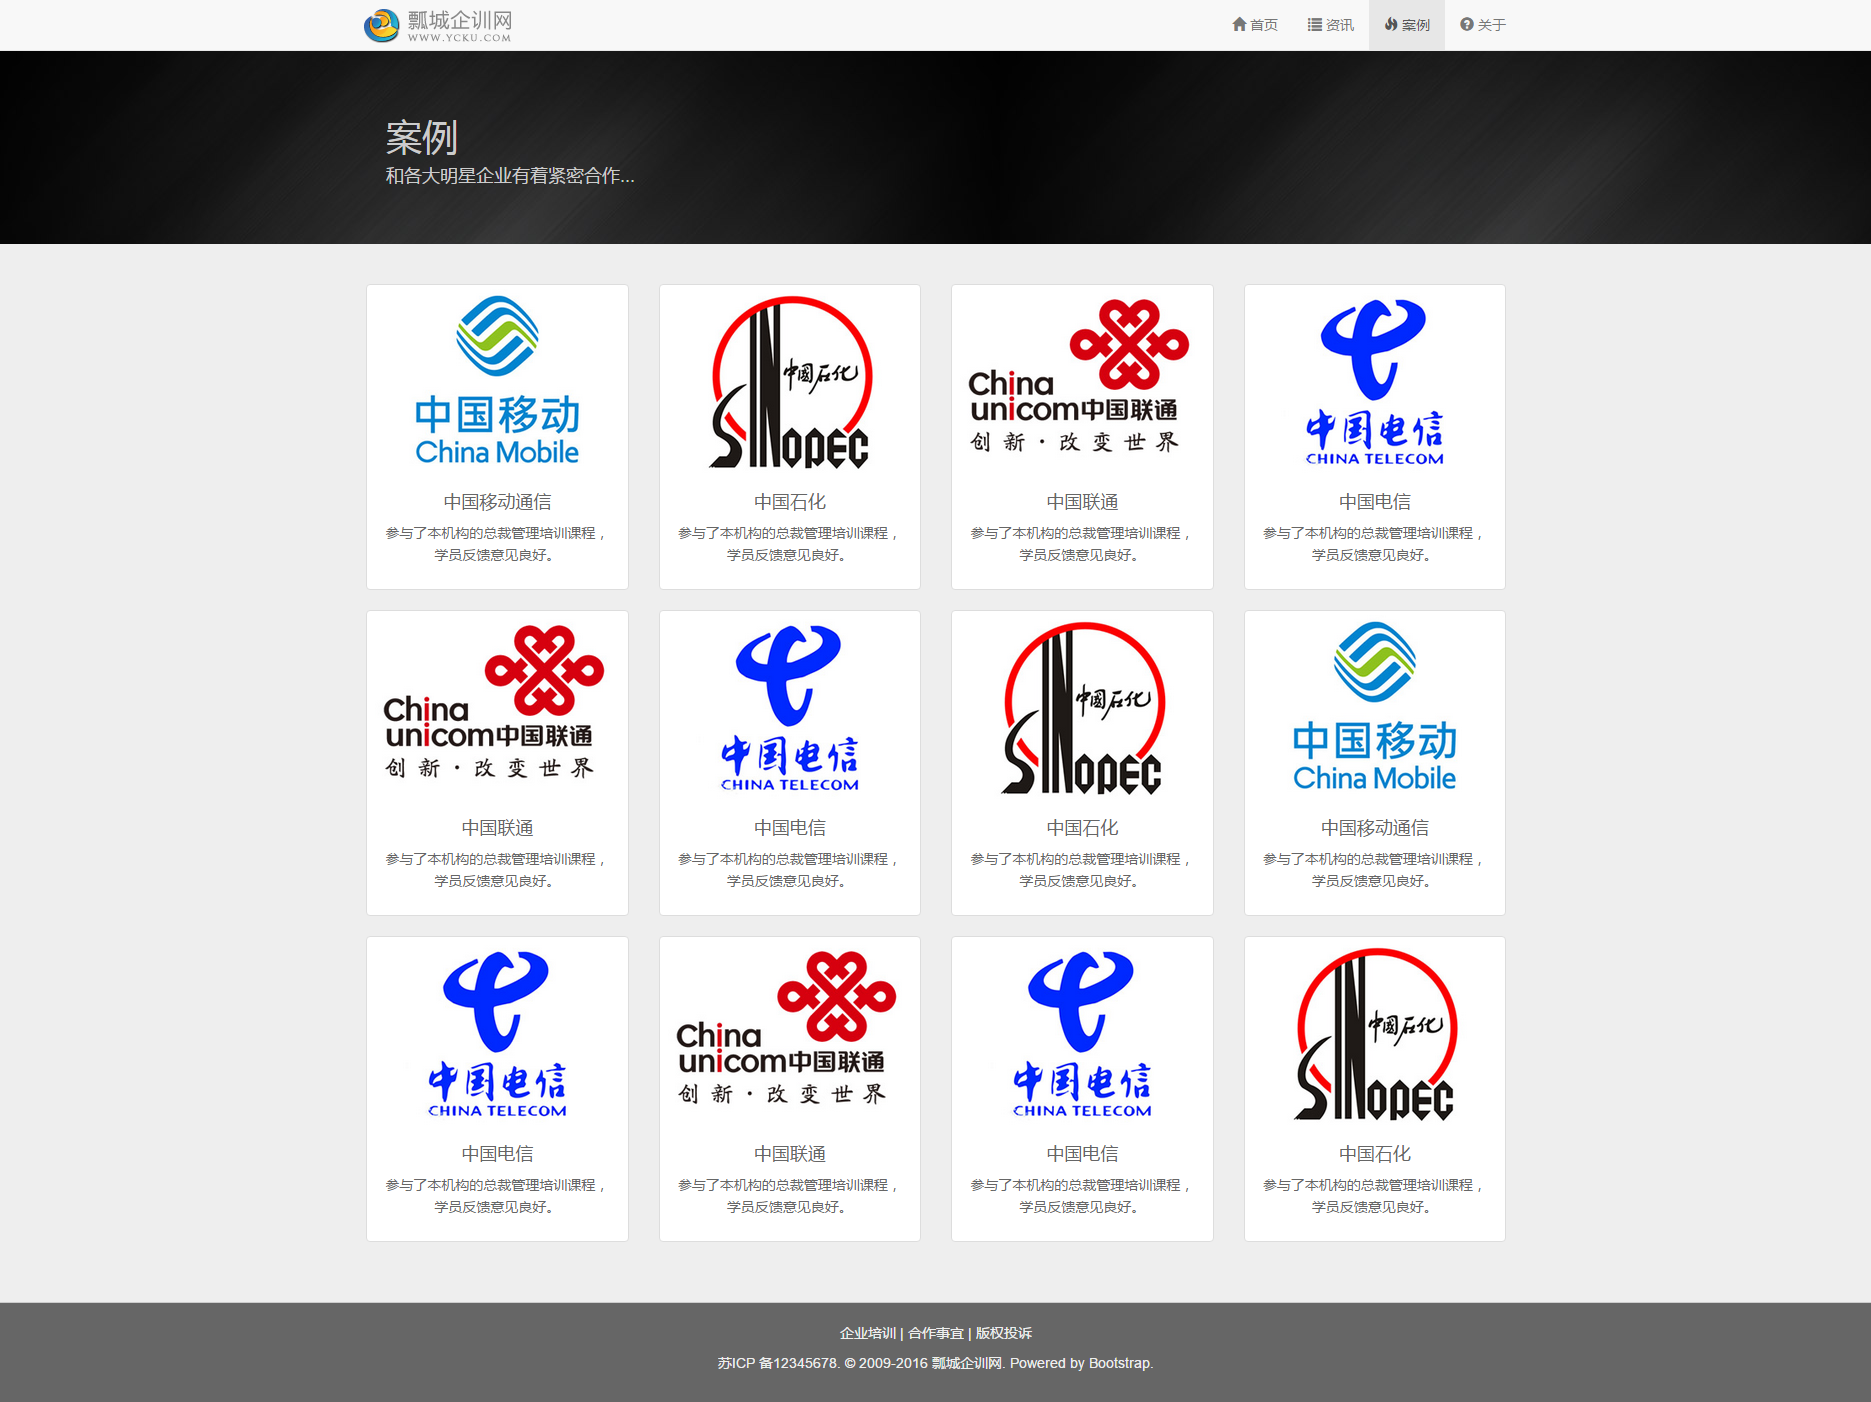 瓢城企训网
WWW.YCKU.COM
首页
资讯
案例
关于
案例
和各大明星企业有着紧密合作...
中国移动
China Mobile
中国移动通信
参与了本机构的总裁管理培训课程，
学员反馈意见良好。
中國石化
SINOPEC
中国石化
参与了本机构的总裁管理培训课程，
学员反馈意见良好。
China
unicom中国联通
创新·改变世界
中国联通
参与了本机构的总裁管理培训课程，
学员反馈意见良好。
中国电信
CHINA TELECOM
中国电信
参与了本机构的总裁管理培训课程，
学员反馈意见良好。
China
unicom中国联通
创新·改变世界
中国联通
参与了本机构的总裁管理培训课程，
学员反馈意见良好。
中国电信
CHINA TELECOM
中国电信
参与了本机构的总裁管理培训课程，
学员反馈意见良好。
中國石化
SINOPEC
中国石化
参与了本机构的总裁管理培训课程，
学员反馈意见良好。
中国移动
China Mobile
中国移动通信
参与了本机构的总裁管理培训课程，
学员反馈意见良好。
中国电信
CHINA TELECOM
中国电信
参与了本机构的总裁管理培训课程，
学员反馈意见良好。
China
unicom中国联通
创新·改变世界
中国联通
参与了本机构的总裁管理培训课程，
学员反馈意见良好。
中国电信
CHINA TELECOM
中国电信
参与了本机构的总裁管理培训课程，
学员反馈意见良好。
中國石化
SINOPEC
中国石化
参与了本机构的总裁管理培训课程，
学员反馈意见良好。
企业培训 | 合作事宜 | 版权投诉
苏ICP 备12345678. © 2009-2016 瓢城企训网. Powered by Bootstrap.